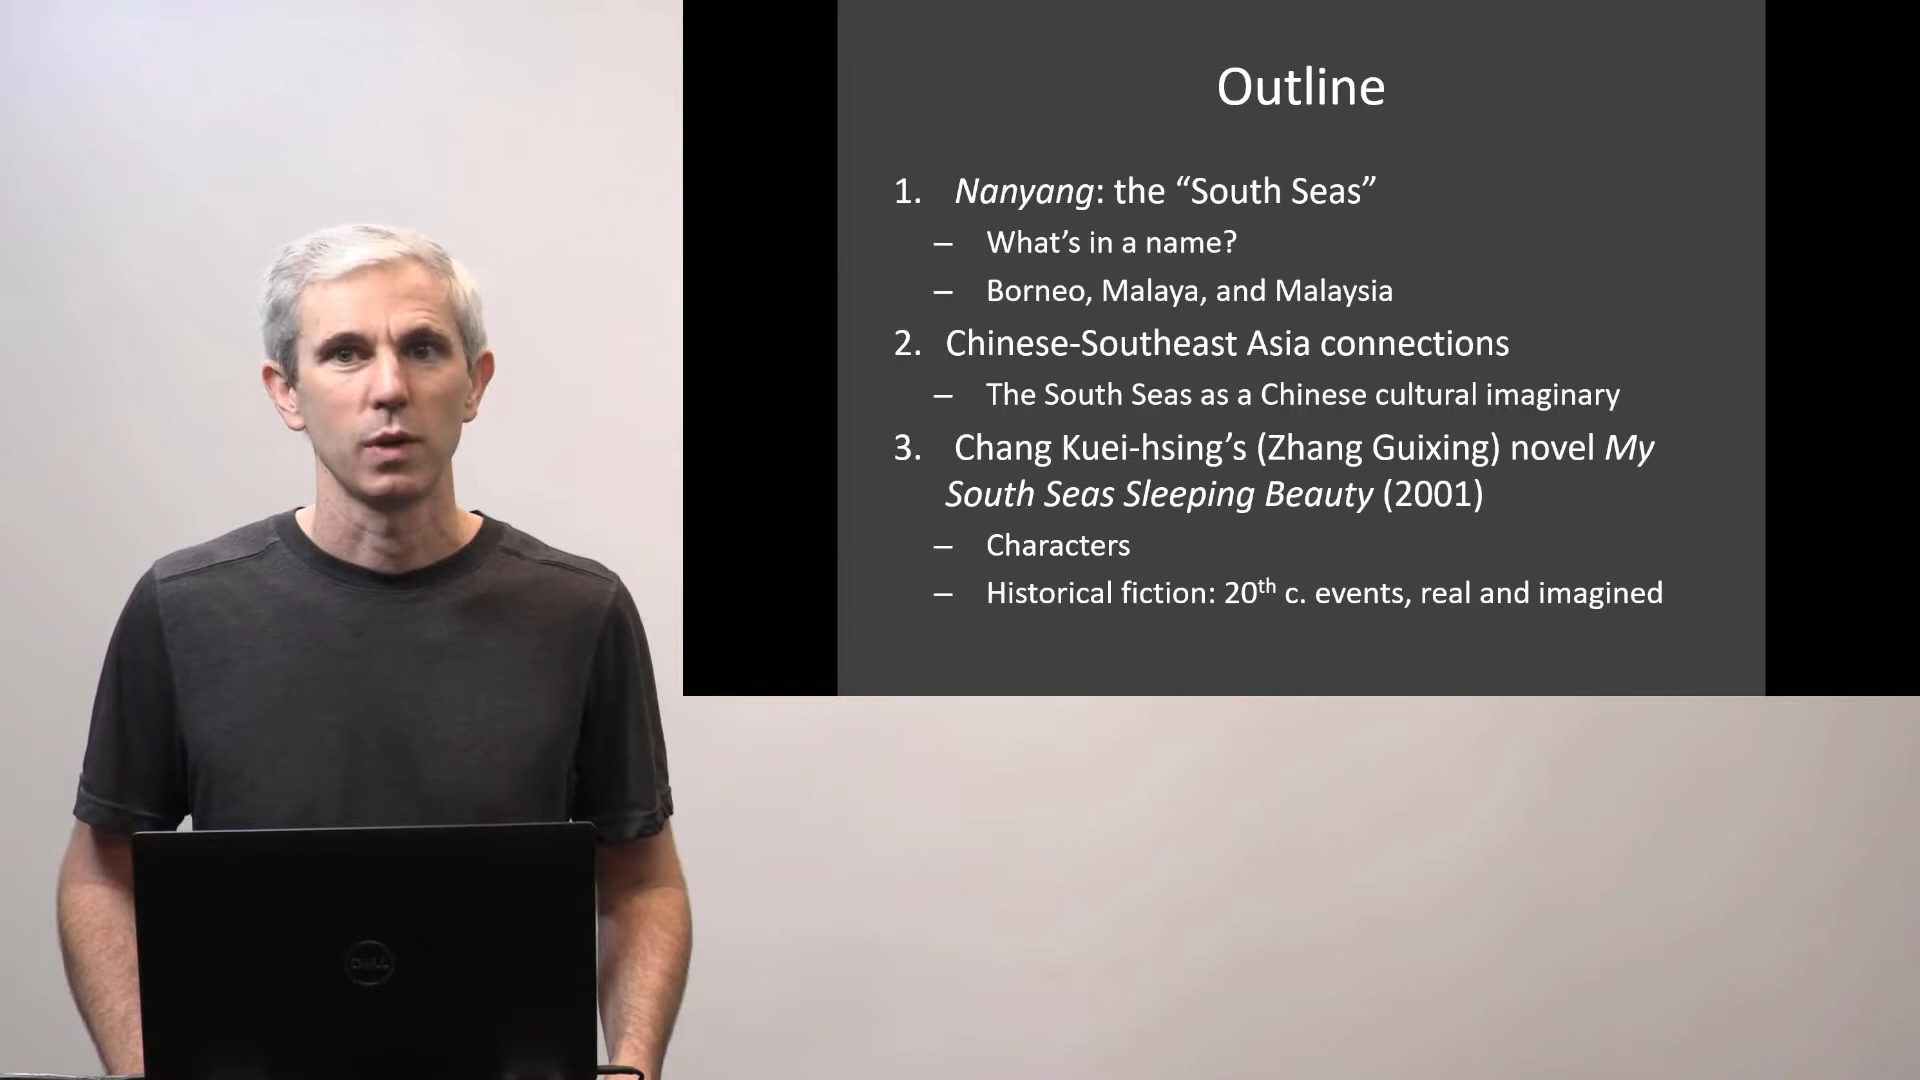 Outline
1. Nanyang: the “South Seas”
– What’s in a name?
– Borneo, Malaya, and Malaysia
2. Chinese-Southeast Asia connections
– The South Seas as a Chinese cultural imaginary
3. Chang Kuei-hsing’s (Zhang Guixing) novel My
South Seas Sleeping Beauty (2001)
– Characters
– Historical fiction: 20th c. events, real and imagined
DELL